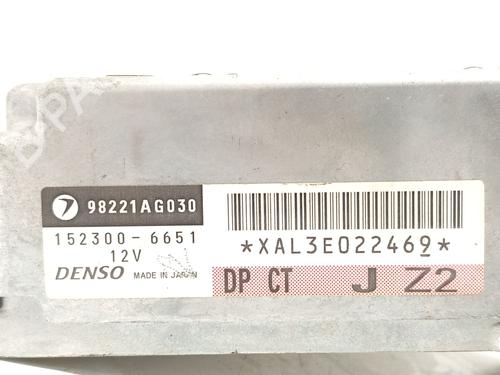 98221AG030
152300-6651
12V
DENSO MADE IN JAPAN
*XAL3E022469*
DP CT J Z2